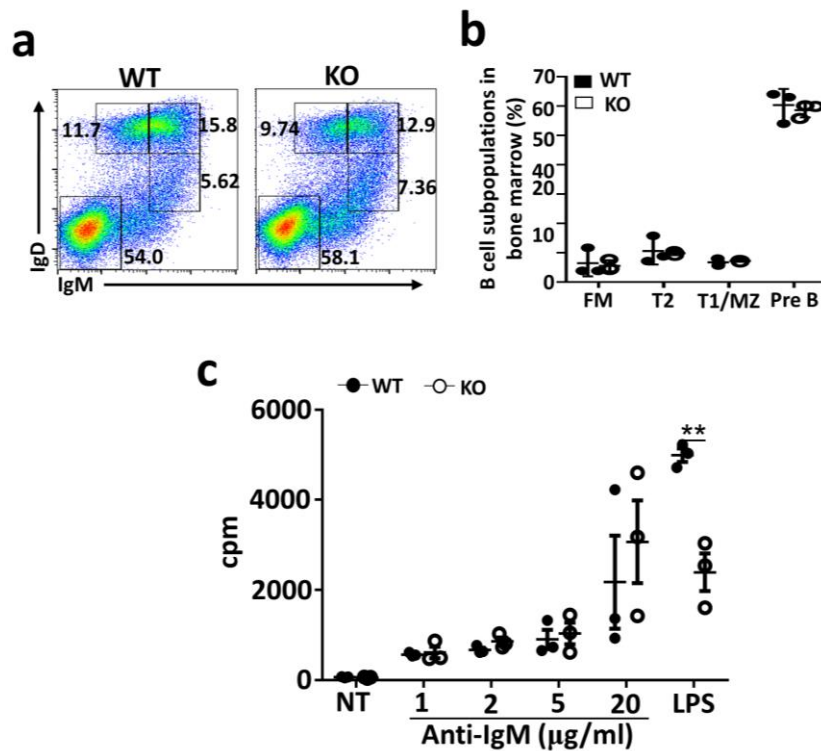 a
WT KO
11.7 15.8 5.62 54.0
9.74 12.9 7.36 58.1
IgD
IgM
b
WT
KO
B cell subpopulations in
bone marrow (%)
70
60
50
40
20
10
0
FM T2 T1/MZ Pre B
c
WT KO
cpm
6000
4000
2000
0
**
NT 1 2 5 20 LPS
Anti-IgM (µg/ml)